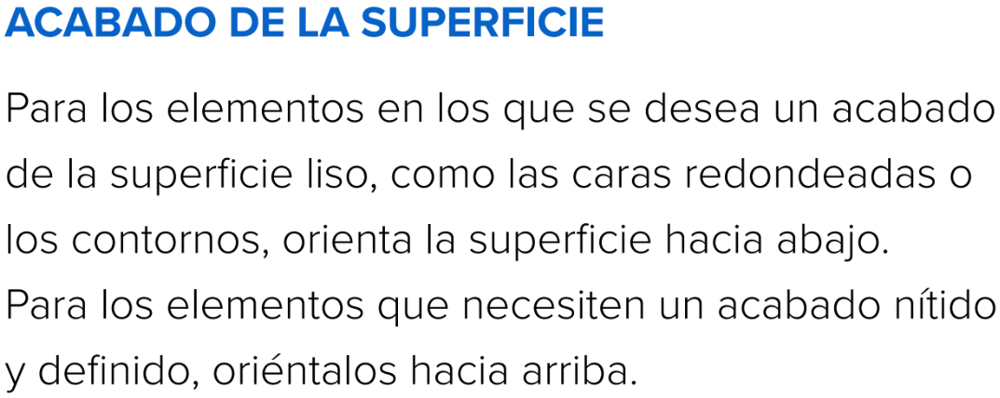 ACABADO DE LA SUPERFICIE
Para los elementos en los que se desea un acabado
de la superficie liso, como las caras redondeadas o
los contornos, orienta la superficie hacia abajo.
Para los elementos que necesiten un acabado nítido
y definido, oriéntalos hacia arriba.